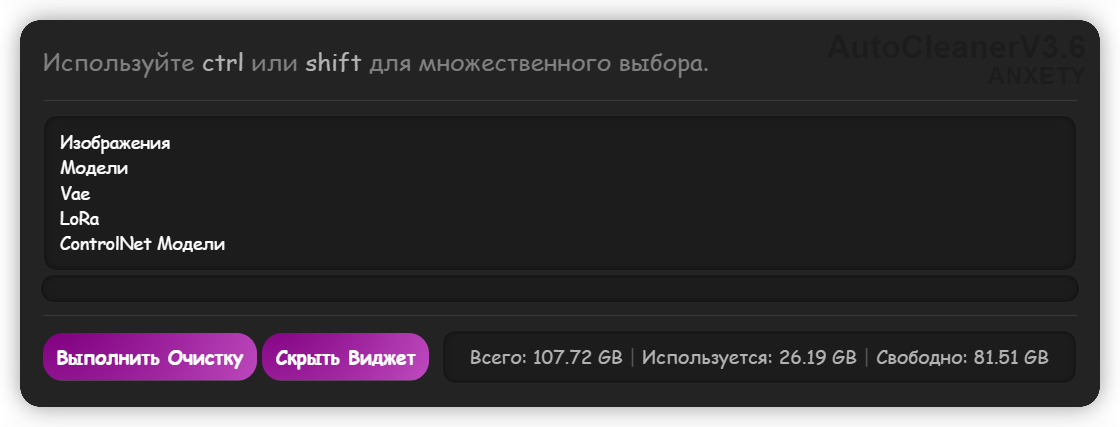 AutoCleanerV3.6
ANXETY
Используйте ctrl или shift для множественного выбора.
Изображения
Модели
Vae
LoRa
ControlNet Модели
Выполнить Очистку
Скрыть Виджет
Всего: 107.72 GB | Используется: 26.19 GB | Свободно: 81.51 GB